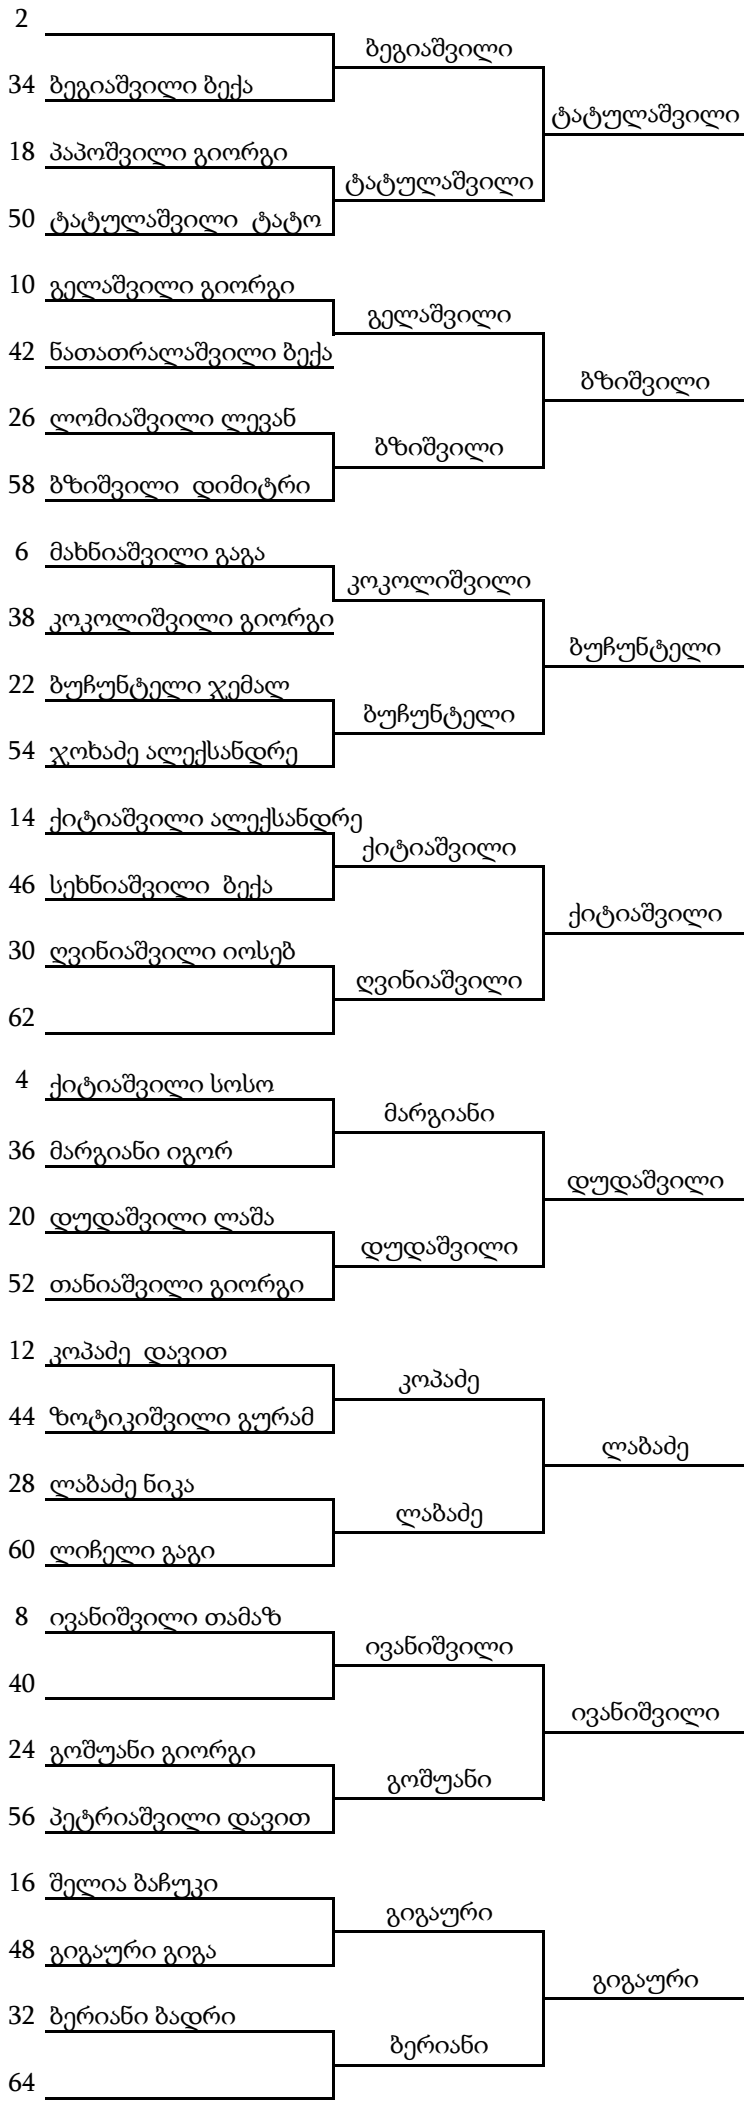 2
ბეგიაშვილი
34 ბეგიაშვილი ბექა
ტატულაშვილი
18 პაპოშვილი გიორგი
ტატულაშვილი
50 ტატულაშვილი ტატო
10 გელაშვილი გიორგი
გელაშვილი
42 ნათათრალაშვილი ბექა
ბზიშვილი
26 ლომიაშვილი ლევან
ბზიშვილი
58 ბზიშვილი დიმიტრი
6 მახნიაშვილი გაგა
კოკოლიშვილი
38 კოკოლიშვილი გიორგი
ბუჩუნტელი
22 ბუჩუნტელი ჯემალ
ბუჩუნტელი
54 ჯოხაძე ალექსანდრე
14 ქიტიაშვილი ალექსანდრე
ქიტიაშვილი
46 სეხნიაშვილი ბექა
ქიტიაშვილი
30 ღვინიაშვილი იოსებ
ღვინიაშვილი
62
4 ქიტიაშვილი სოსო
მარგიანი
36 მარგიანი იგორ
დუდაშვილი
20 დუდაშვილი ლაშა
დუდაშვილი
52 თანიაშვილი გიორგი
12 კოპაძე დავით
კოპაძე
44 ზოტიკიშვილი გურამ
ლაბაძე
28 ლაბაძე ნიკა
ლაბაძე
60 ლიჩელი გაგი
8 ივანიშვილი თამაზ
ივანიშვილი
40
ივანიშვილი
24 გოშუანი გიორგი
გოშუანი
56 პეტრიაშვილი დავით
16 შელია ბაჩუკი
გიგაური
48 გიგაური გიგა
გიგაური
32 ბერიანი ბადრი
ბერიანი
64